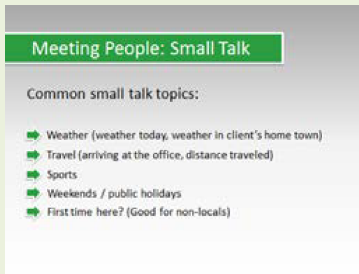 Meeting People: Small Talk
Common small talk topics:
Weather (weather today, weather in client's home town)
Travel (arriving at the office, distance traveled)
Sports
Weekends / public holidays
First time here? (Good for non-locals)